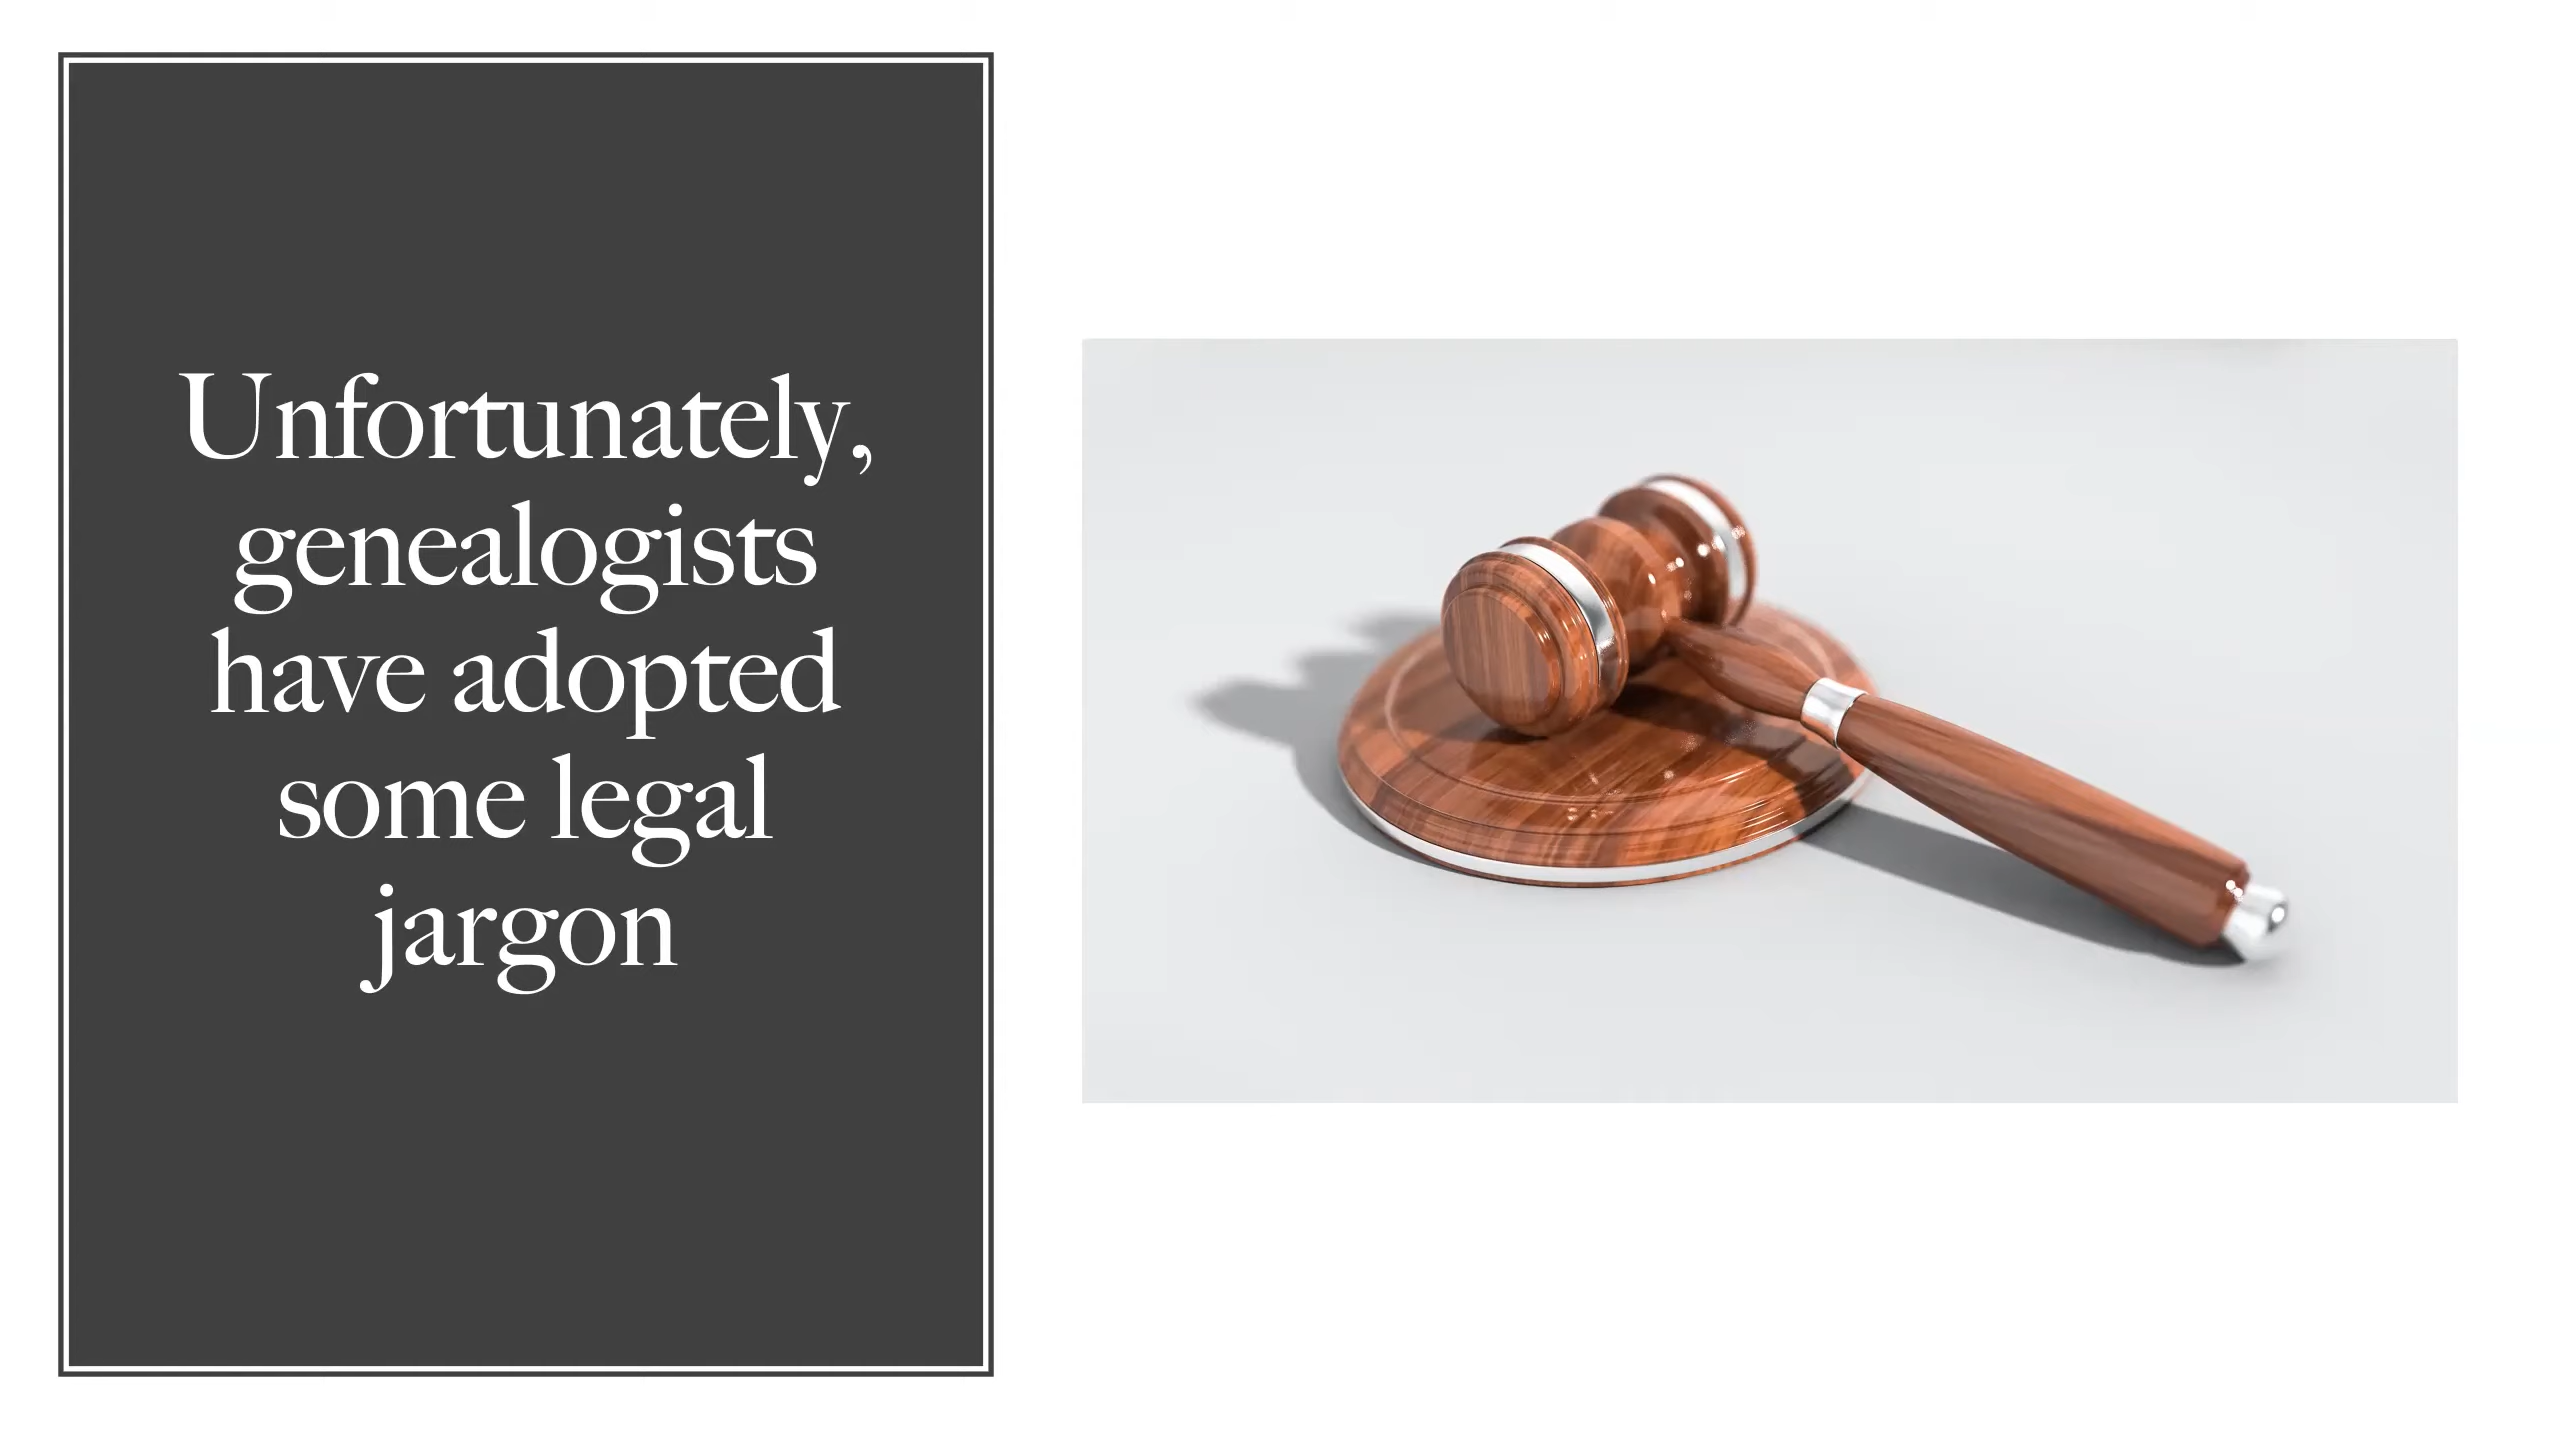 Unfortunately,
genealogists
have adopted
some legal
jargon